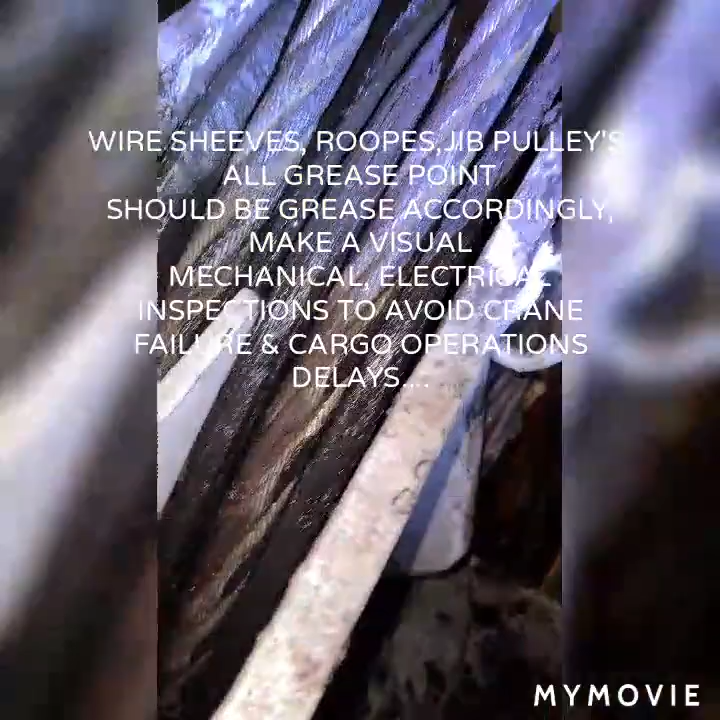 WIRE SHEEVES, ROOPES,JIB PULLEY'S
ALL GREASE POINT
SHOULD BE GREASE ACCORDINGLY,
MAKE A VISUAL
MECHANICAL, ELECTRICAL
INSPECTIONS TO AVOID CRANE
FAILURE & CARGO OPERATIONS
DELAYS....
MYMOVIE